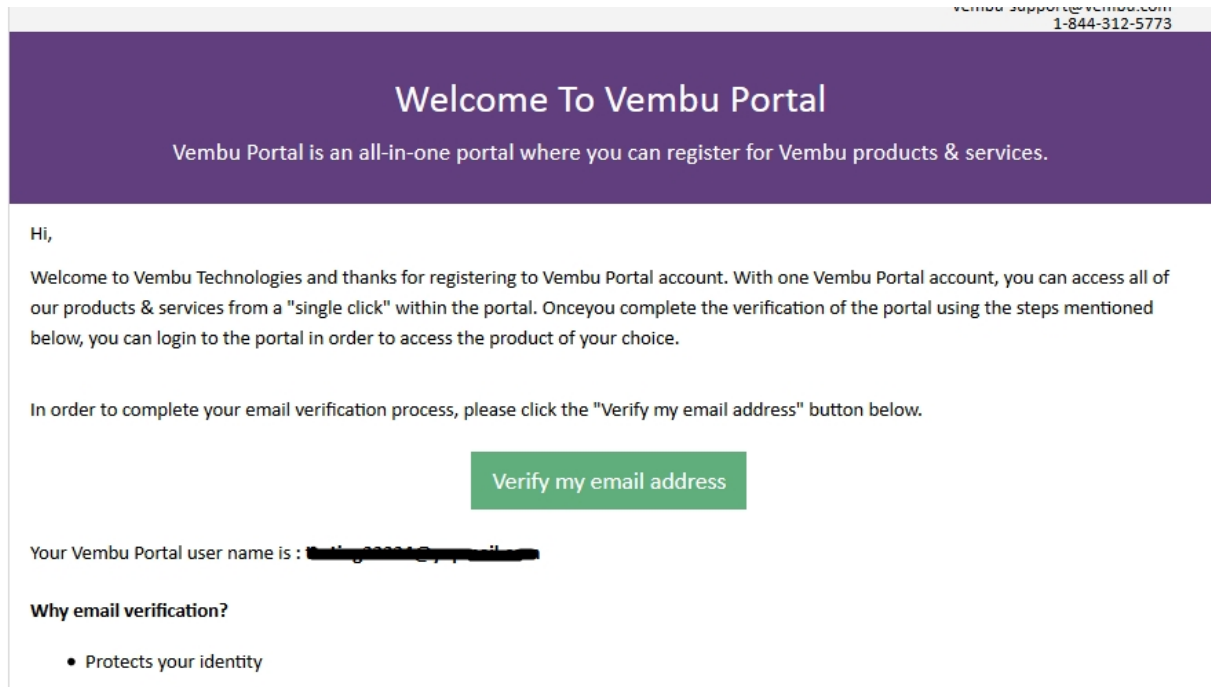 vembu-support@vembu.com
1-844-312-5773
Welcome To Vembu Portal
Vembu Portal is an all-in-one portal where you can register for Vembu products & services.
Hi,
Welcome to Vembu Technologies and thanks for registering to Vembu Portal account. With one Vembu Portal account, you can access all of
our products & services from a "single click" within the portal. Onceyou complete the verification of the portal using the steps mentioned
below, you can login to the portal in order to access the product of your choice.
In order to complete your email verification process, please click the "Verify my email address" button below.
Verify my email address
Your Vembu Portal user name is :
Why email verification?
• Protects your identity